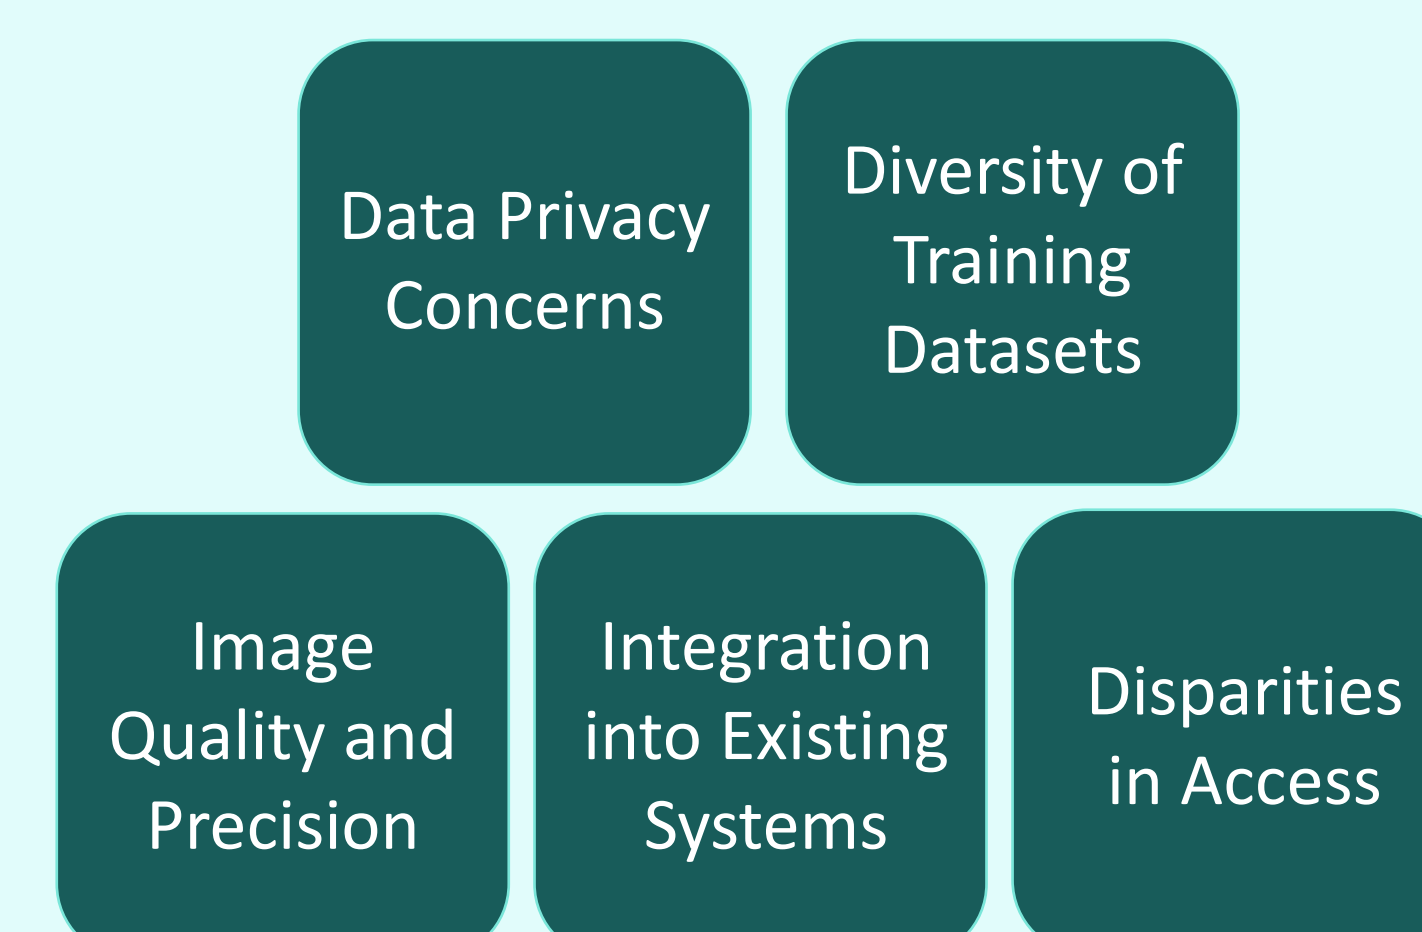 Data Privacy
Concerns
Diversity of
Training
Datasets
Image
Quality and
Precision
Integration
into Existing
Systems
Disparities
in Access